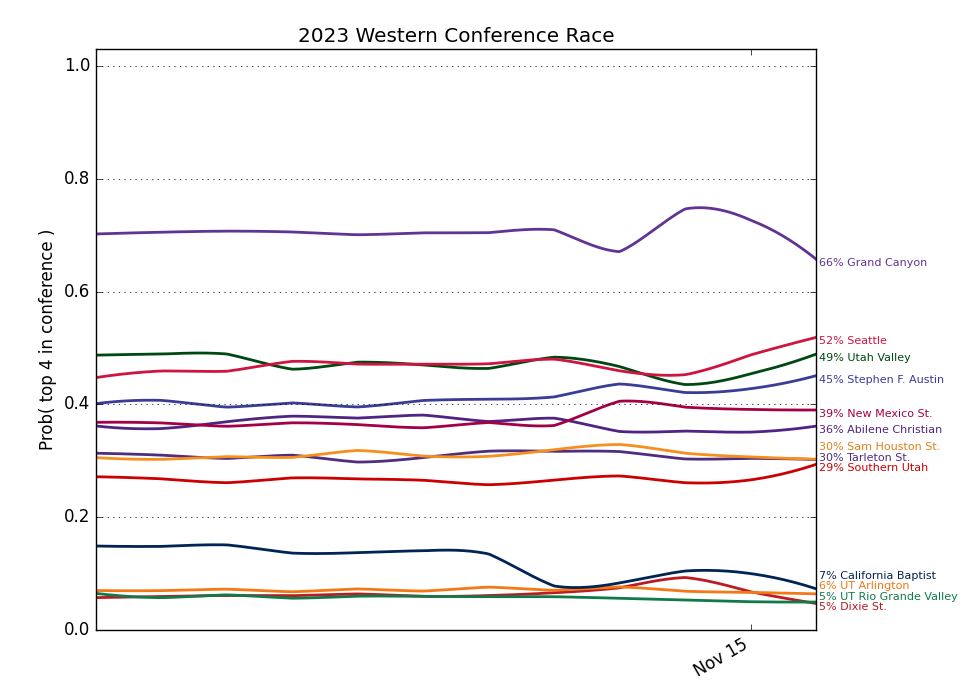 2023 Western Conference Race
Prob( top 4 in conference )
1.0
0.8
0.6
0.4
0.2
0.0
Nov 15
66% Grand Canyon
52% Seattle
49% Utah Valley
45% Stephen F. Austin
39% New Mexico St.
36% Abilene Christian
30% Sam Houston St.
30% Tarleton St.
29% Southern Utah
7% California Baptist
6% UT Arlington
5% UT Rio Grande Valley
5% Dixie St.